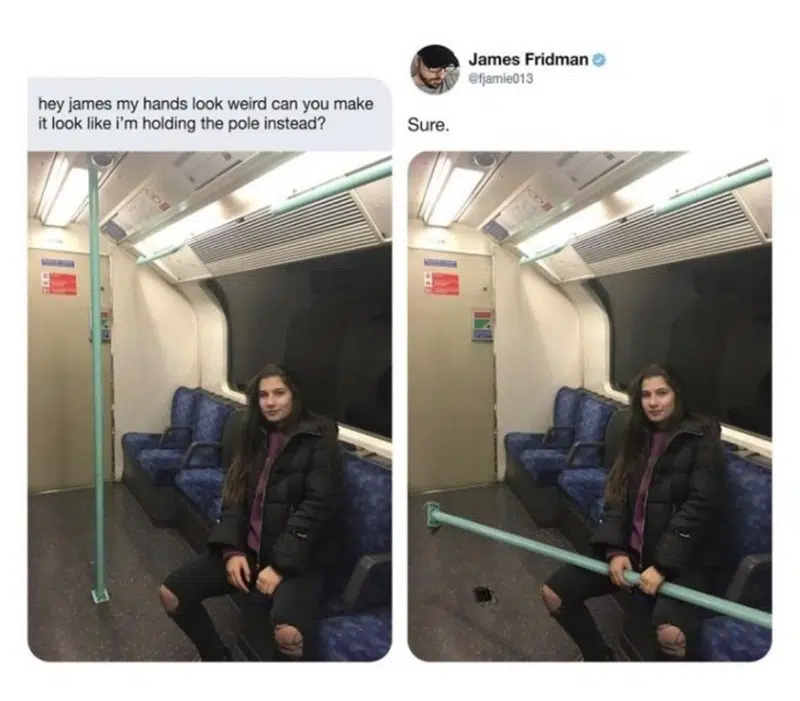 hey james my hands look weird can you make
it look like i'm holding the pole instead?
James Fridman
@fjamie013
Sure.